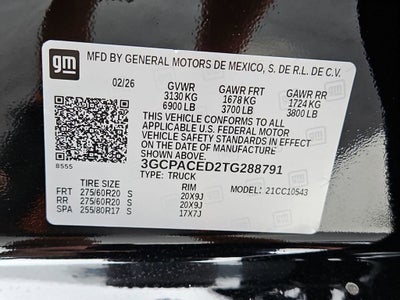 gm
MFD BY GENERAL MOTORS DE MEXICO, S. DE R.L. DE C.V.
02/26 GVWR GAWR FRT GAWR RR
3130 KG 1678 KG 1724 KG
6900 LB 3700 LB 3800 LB
THIS VEHICLE CONFORMS TO ALL
APPLICABLE U.S. FEDERAL MOTOR
VEHICLE SAFETY STANDARDS IN EFFECT
ON THE DATE OF MANUFACTURE
SHOWN ABOVE.
8555
3GCPACED2TG288791
TYPE: TRUCK
TIRE SIZE RIM MODEL: 21CC10543
FRT 275/60R20 S 20X9J
RR 275/60R20 S 20X9J
SPA 255/80R17 S 17X7J